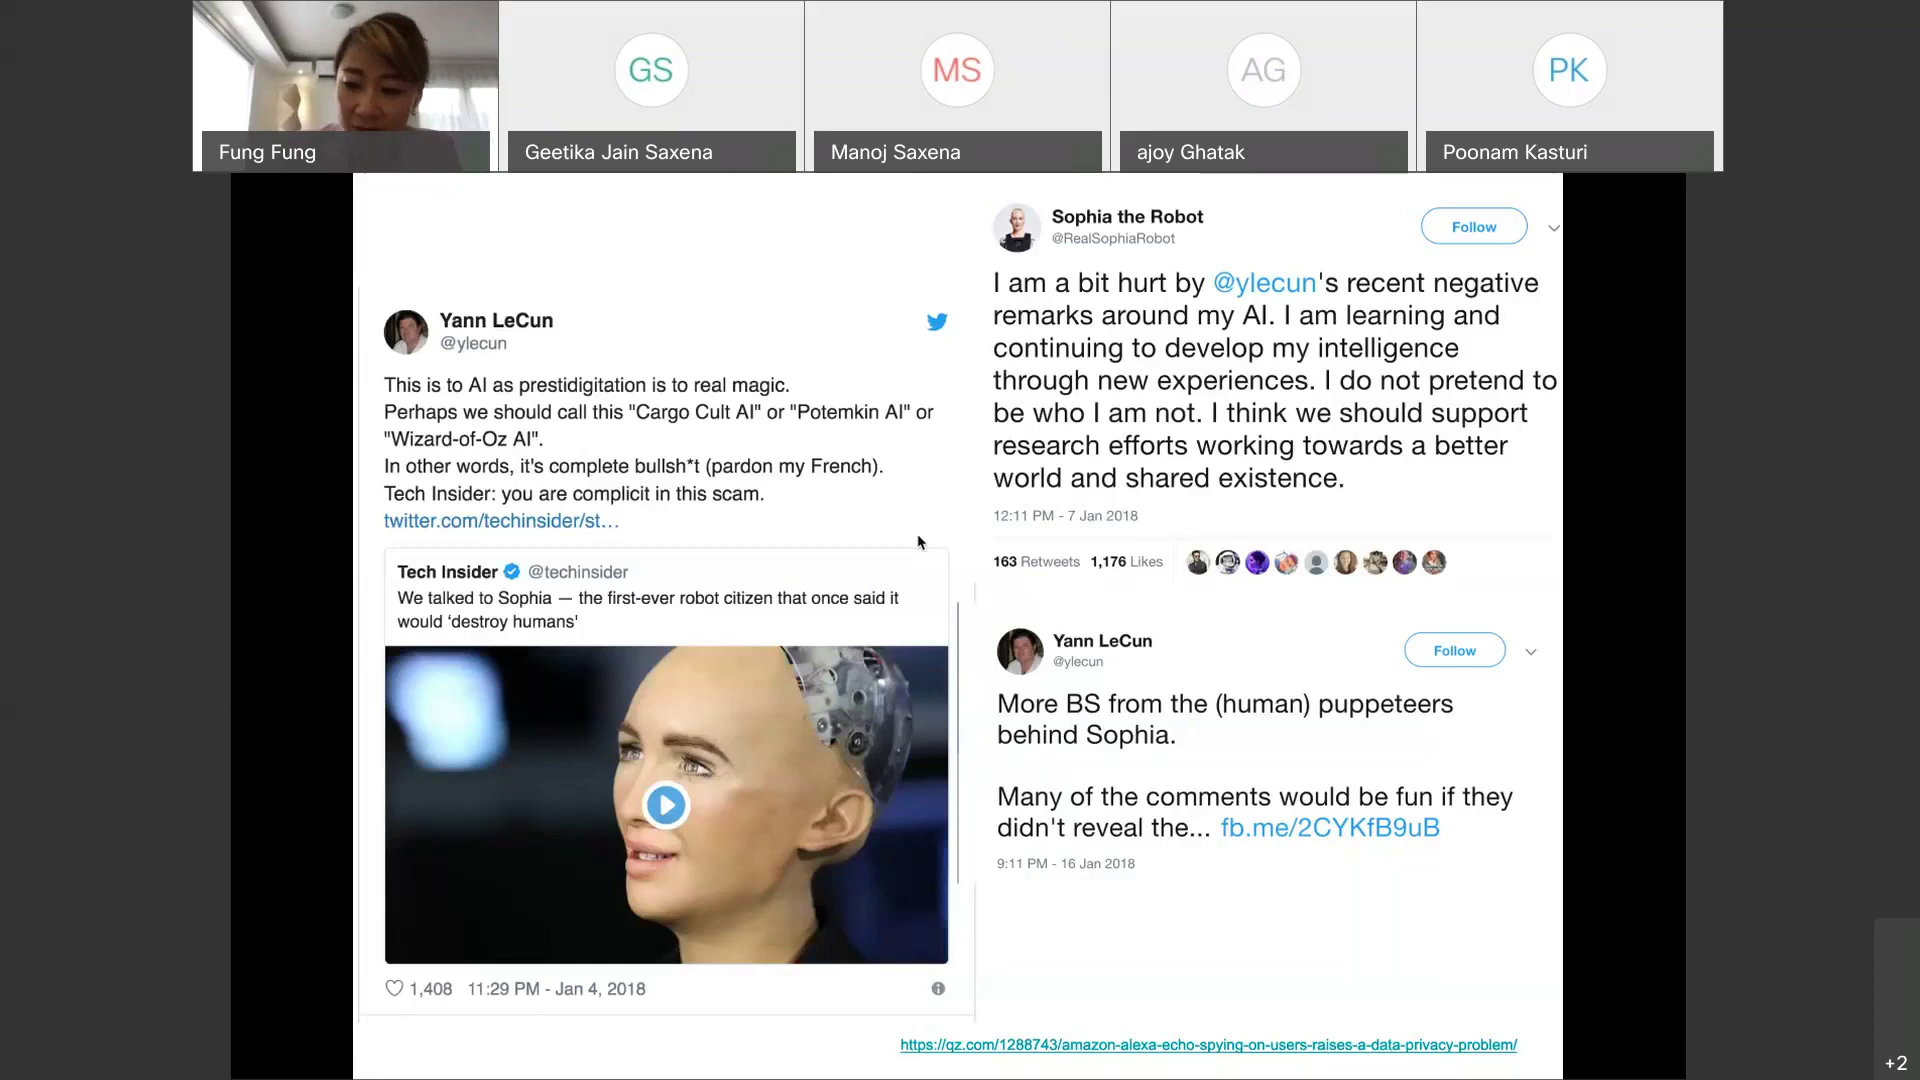 GS
MS
AG
PK
Fung Fung
Geetika Jain Saxena
Manoj Saxena
ajoy Ghatak
Poonam Kasturi
Yann LeCun
@ylecun
This is to AI as prestidigitation is to real magic.
Perhaps we should call this "Cargo Cult AI" or "Potemkin AI" or
"Wizard-of-Oz AI".
In other words, it's complete bullsh*t (pardon my French).
Tech Insider: you are complicit in this scam.
twitter.com/techinsider/st...
Tech Insider @techinsider
We talked to Sophia — the first-ever robot citizen that once said it
would ‘destroy humans'
1,408 11:29 PM - Jan 4, 2018
Sophia the Robot
@RealSophiaRobot
Follow
I am a bit hurt by @ylecun's recent negative
remarks around my AI. I am learning and
continuing to develop my intelligence
through new experiences. I do not pretend to
be who I am not. I think we should support
research efforts working towards a better
world and shared existence.
12:11 PM - 7 Jan 2018
163 Retweets 1,176 Likes
Yann LeCun
@ylecun
Follow
More BS from the (human) puppeteers
behind Sophia.
Many of the comments would be fun if they
didn't reveal the... fb.me/2CYKfB9uB
9:11 PM - 16 Jan 2018
https://qz.com/1288743/amazon-alexa-echo-spying-on-users-raises-a-data-privacy-problem/
+2